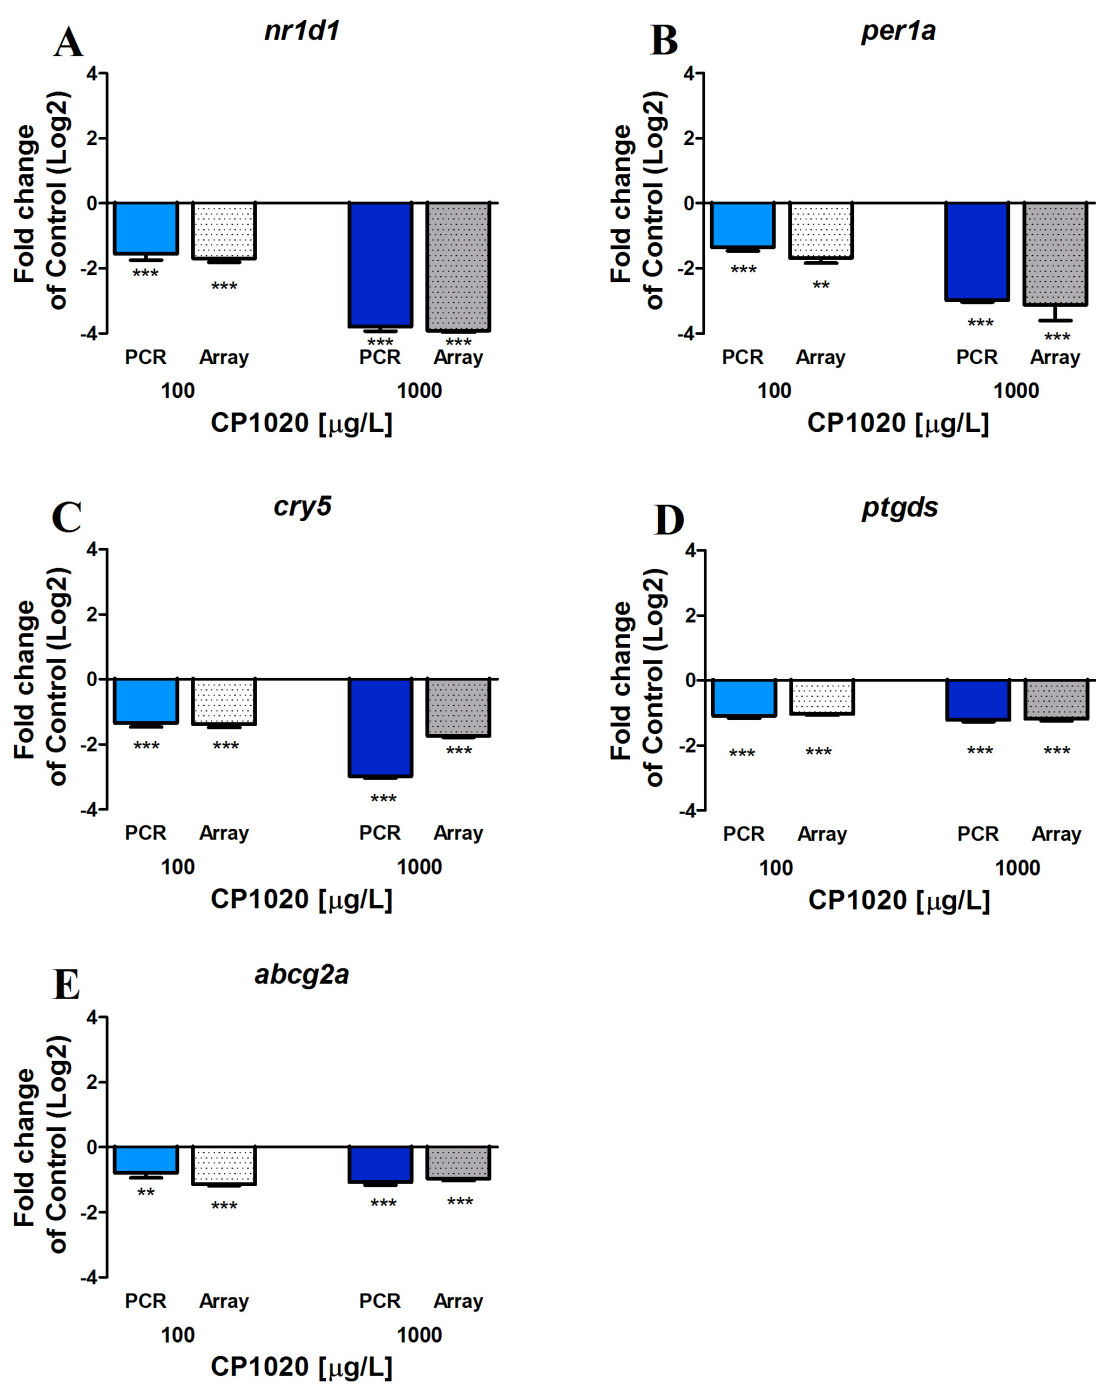 A
nr1d1
Fold change
of Control (Log2)
4
2
0
-2
-4
***
***
***
***
PCR
Array
PCR
Array
100
1000
CP1020 [μg/L]
B
per1a
Fold change
of Control (Log2)
4
2
0
-2
-4
***
**
***
***
PCR
Array
PCR
Array
100
1000
CP1020 [μg/L]
C
cry5
Fold change
of Control (Log2)
4
2
0
-2
-4
***
***
***
***
PCR
Array
PCR
Array
100
1000
CP1020 [μg/L]
D
ptgds
Fold change
of Control (Log2)
4
2
0
-2
-4
***
***
***
***
PCR
Array
PCR
Array
100
1000
CP1020 [μg/L]
E
abcg2a
Fold change
of Control (Log2)
4
2
0
-2
-4
**
***
***
***
PCR
Array
PCR
Array
100
1000
CP1020 [μg/L]